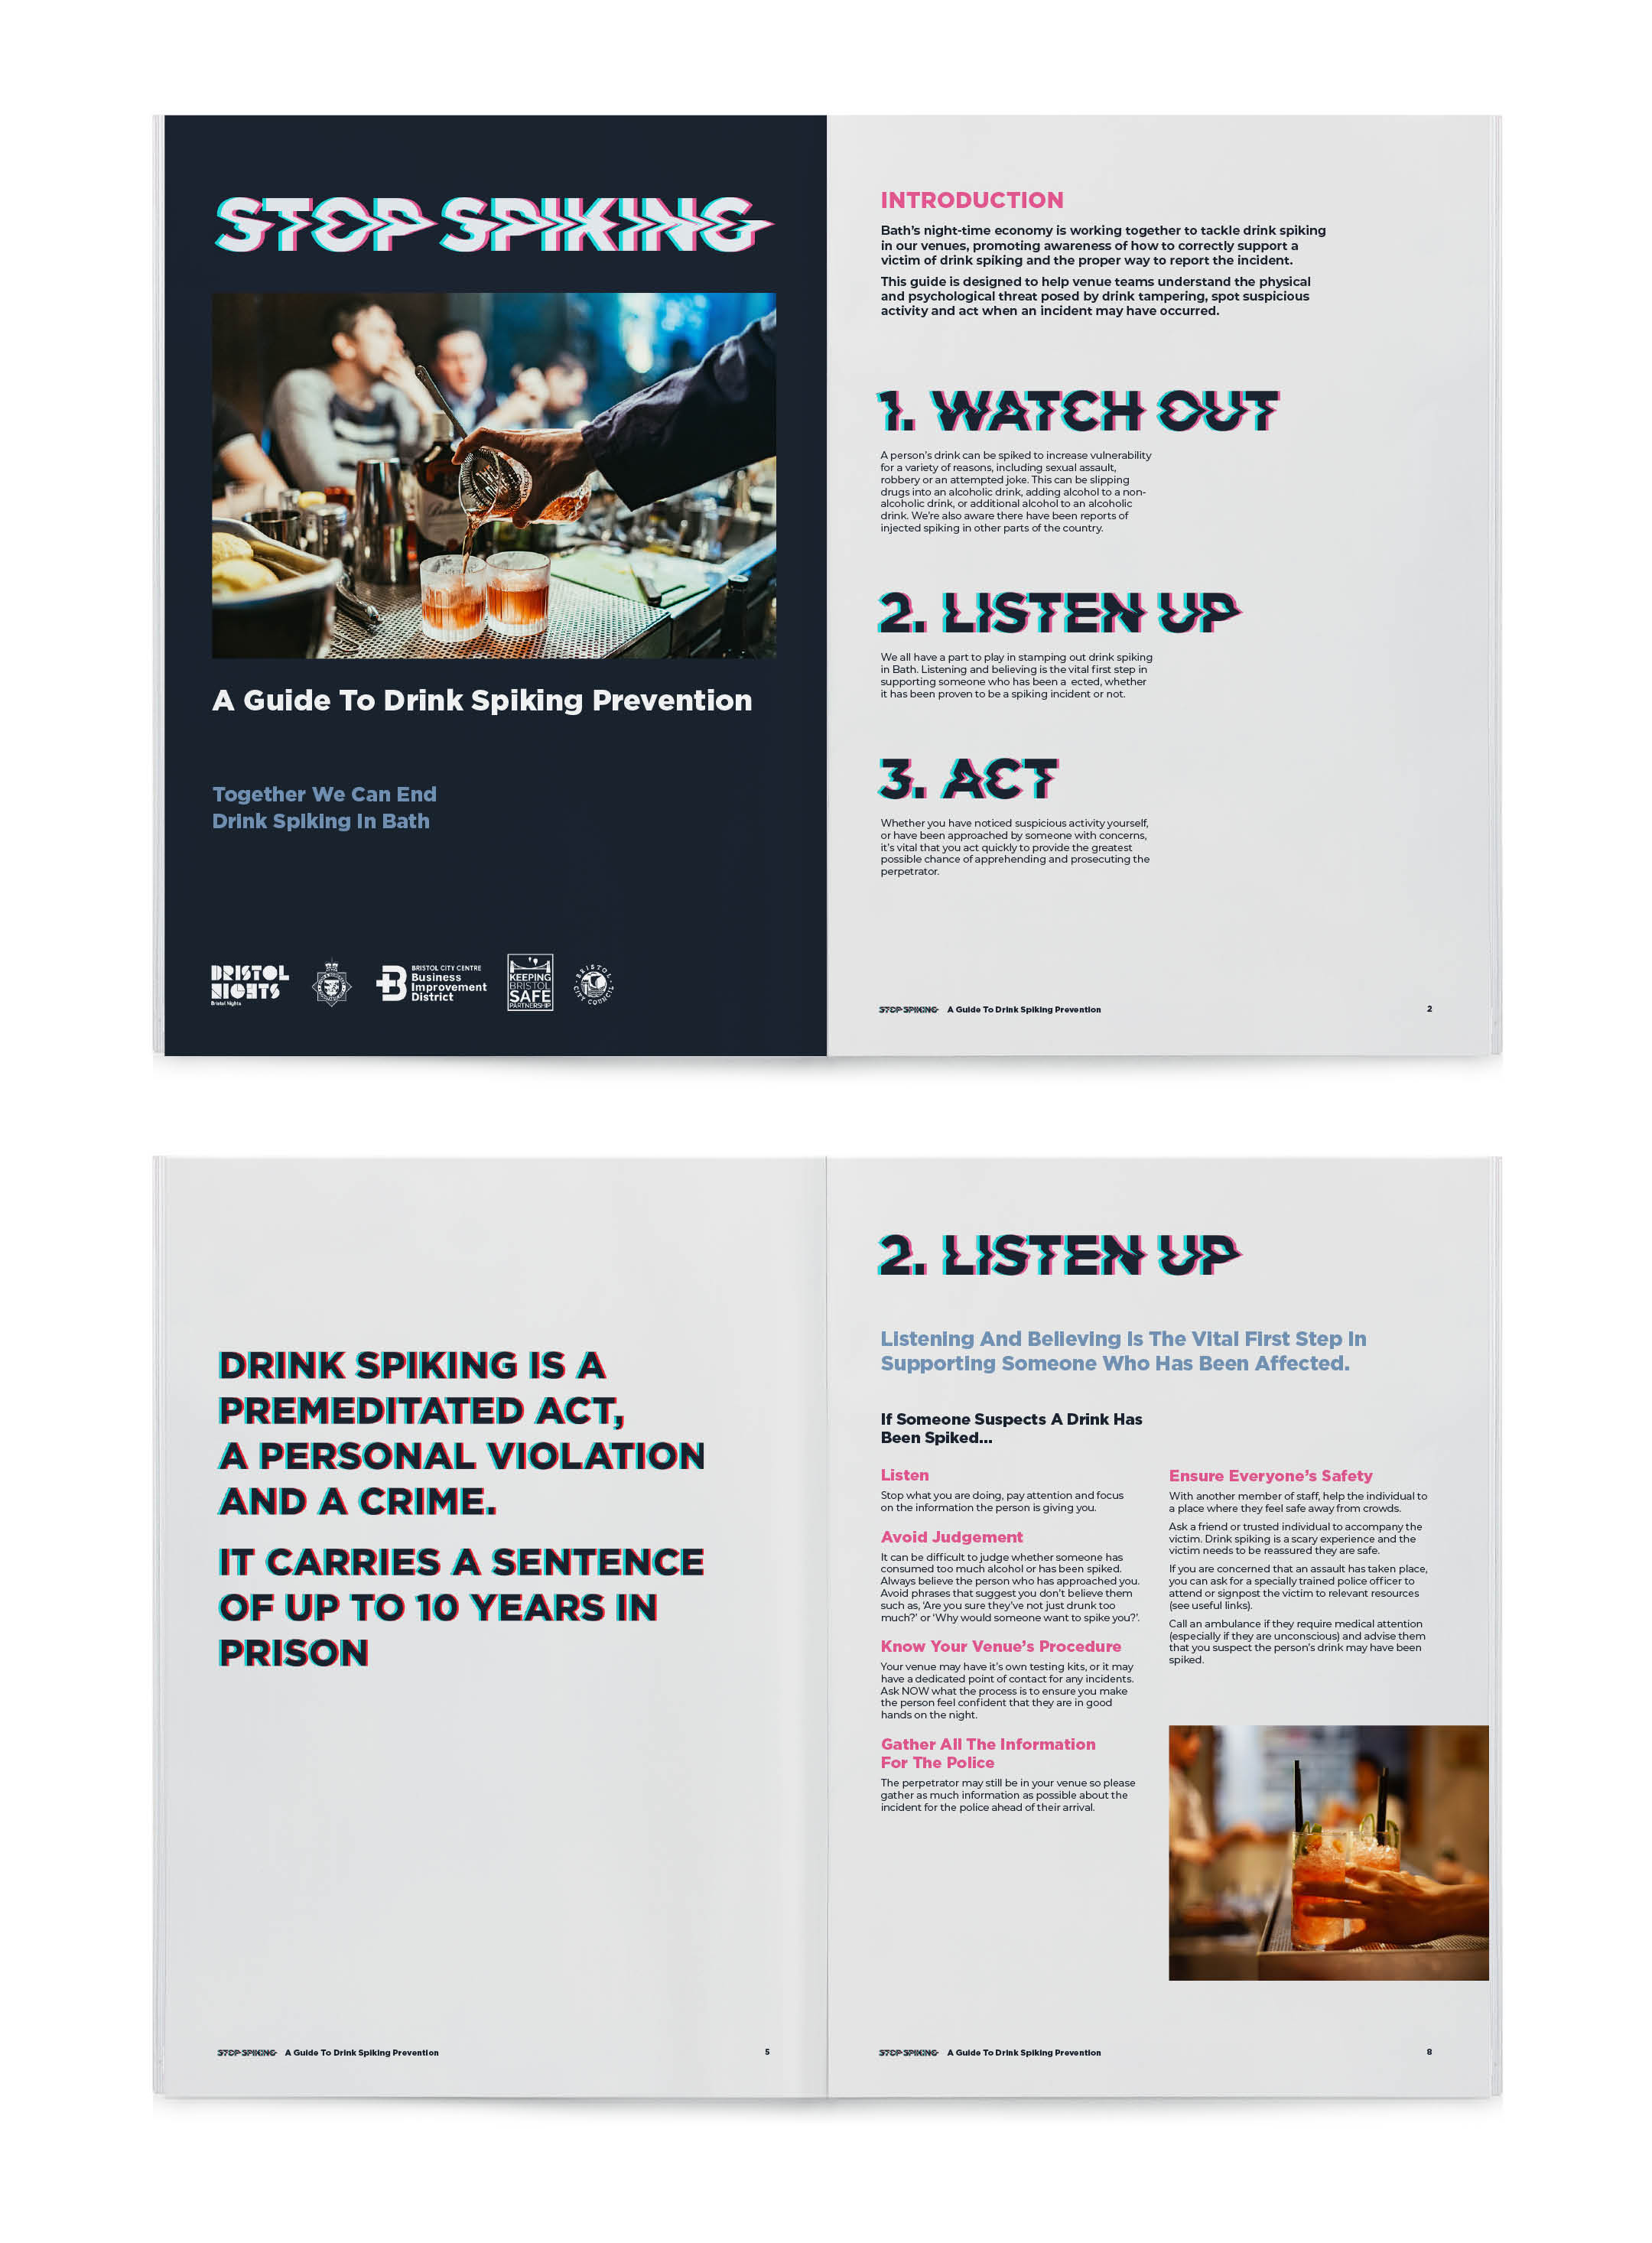 STOP SPIKING
A Guide To Drink Spiking Prevention
Together We Can End
Drink Spiking In Bath
BRISTOL
NIGHTS
Bristol Nights
BRISTOL CITY CENTRE
Business
Improvement
District
KEEPING
BRISTOL
SAFE
PARTNERSHIP
BRISTOL
CITY COUNCIL
INTRODUCTION
Bath's night-time economy is working together to tackle drink spiking
in our venues, promoting awareness of how to correctly support a
victim of drink spiking and the proper way to report the incident.
This guide is designed to help venue teams understand the physical
and psychological threat posed by drink tampering, spot suspicious
activity and act when an incident may have occurred.
1. WATCH OUT
A person's drink can be spiked to increase vulnerability
for a variety of reasons, including sexual assault,
robbery or an attempted joke. This can be slipping
drugs into an alcoholic drink, adding alcohol to a non-
alcoholic drink, or additional alcohol to an alcoholic
drink. We're also aware there have been reports of
injected spiking in other parts of the country.
2. LISTEN UP
We all have a part to play in stamping out drink spiking
in Bath. Listening and believing is the vital first step in
supporting someone who has been a ected, whether
it has been proven to be a spiking incident or not.
3. ACT
Whether you have noticed suspicious activity yourself,
or have been approached by someone with concerns,
it's vital that you act quickly to provide the greatest
possible chance of apprehending and prosecuting the
perpetrator.
STOP SPIKING A Guide To Drink Spiking Prevention
2
DRINK SPIKING IS A
PREMEDITATED ACT,
A PERSONAL VIOLATION
AND A CRIME.
IT CARRIES A SENTENCE
OF UP TO 10 YEARS IN
PRISON
STOP SPIKING A Guide To Drink Spiking Prevention
5
2. LISTEN UP
Listening And Believing Is The Vital First Step In
Supporting Someone Who Has Been Affected.
If Someone Suspects A Drink Has
Been Spiked...
Listen
Stop what you are doing, pay attention and focus
on the information the person is giving you.
Avoid Judgement
It can be difficult to judge whether someone has
consumed too much alcohol or has been spiked.
Always believe the person who has approached you.
Avoid phrases that suggest you don't believe them
such as, 'Are you sure they've not just drunk too
much?' or 'Why would someone want to spike you?'.
Know Your Venue's Procedure
Your venue may have it's own testing kits, or it may
have a dedicated point of contact for any incidents.
Ask NOW what the process is to ensure you make
the person feel confident that they are in good
hands on the night.
Gather All The Information
For The Police
The perpetrator may still be in your venue so please
gather as much information as possible about the
incident for the police ahead of their arrival.
Ensure Everyone's Safety
With another member of staff, help the individual to
a place where they feel safe away from crowds.
Ask a friend or trusted individual to accompany the
victim. Drink spiking is a scary experience and the
victim needs to be reassured they are safe.
If you are concerned that an assault has taken place,
you can ask for a specially trained police officer to
attend or signpost the victim to relevant resources
(see useful links).
Call an ambulance if they require medical attention
(especially if they are unconscious) and advise them
that you suspect the person's drink may have been
spiked.
STOP SPIKING A Guide To Drink Spiking Prevention
8